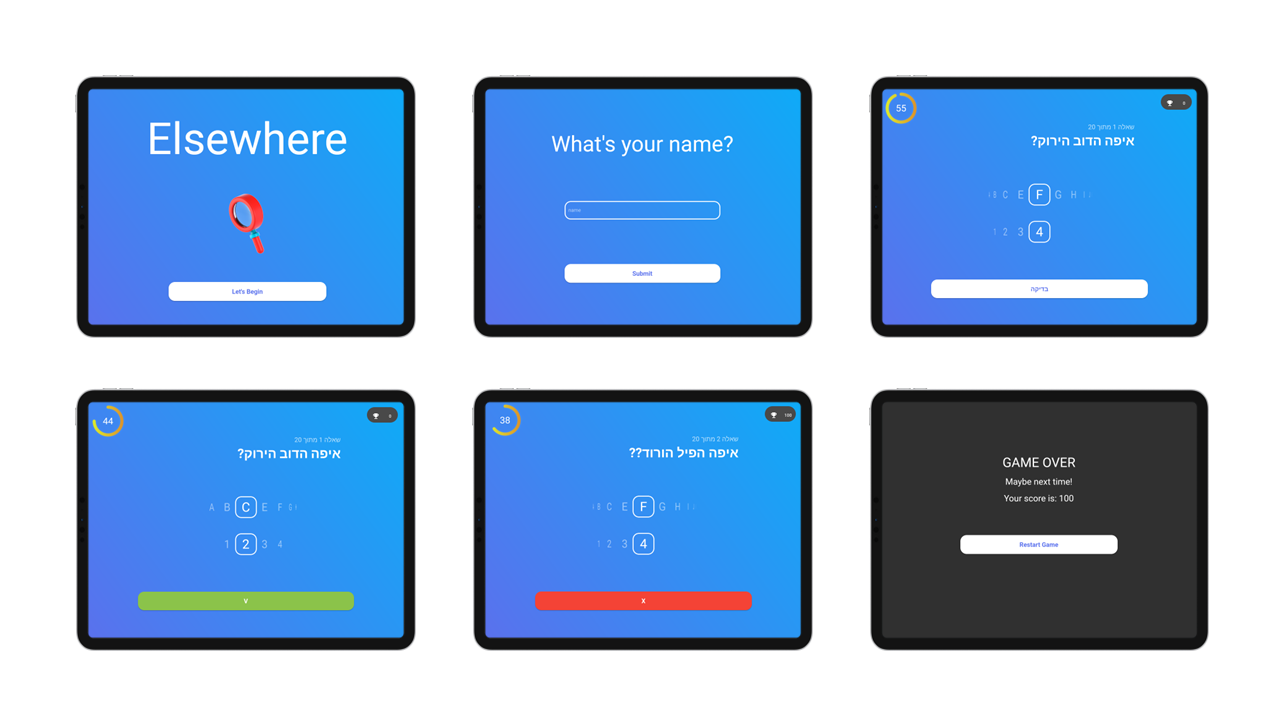 Elsewhere
Let's Begin
What's your name?
name
Submit
55
0
שאלה 1 מתוך 20
איפה הדוב הירוק?
B C E F G H I
1 2 3 4
בדיקה
44
0
שאלה 1 מתוך 20
איפה הדוב הירוק?
A B C E F G
1 2 3 4
V
38
100
שאלה 2 מתוך 20
איפה הפיל הורוד??
B C E F G H I
1 2 3 4
X
GAME OVER
Maybe next time!
Your score is: 100
Restart Game